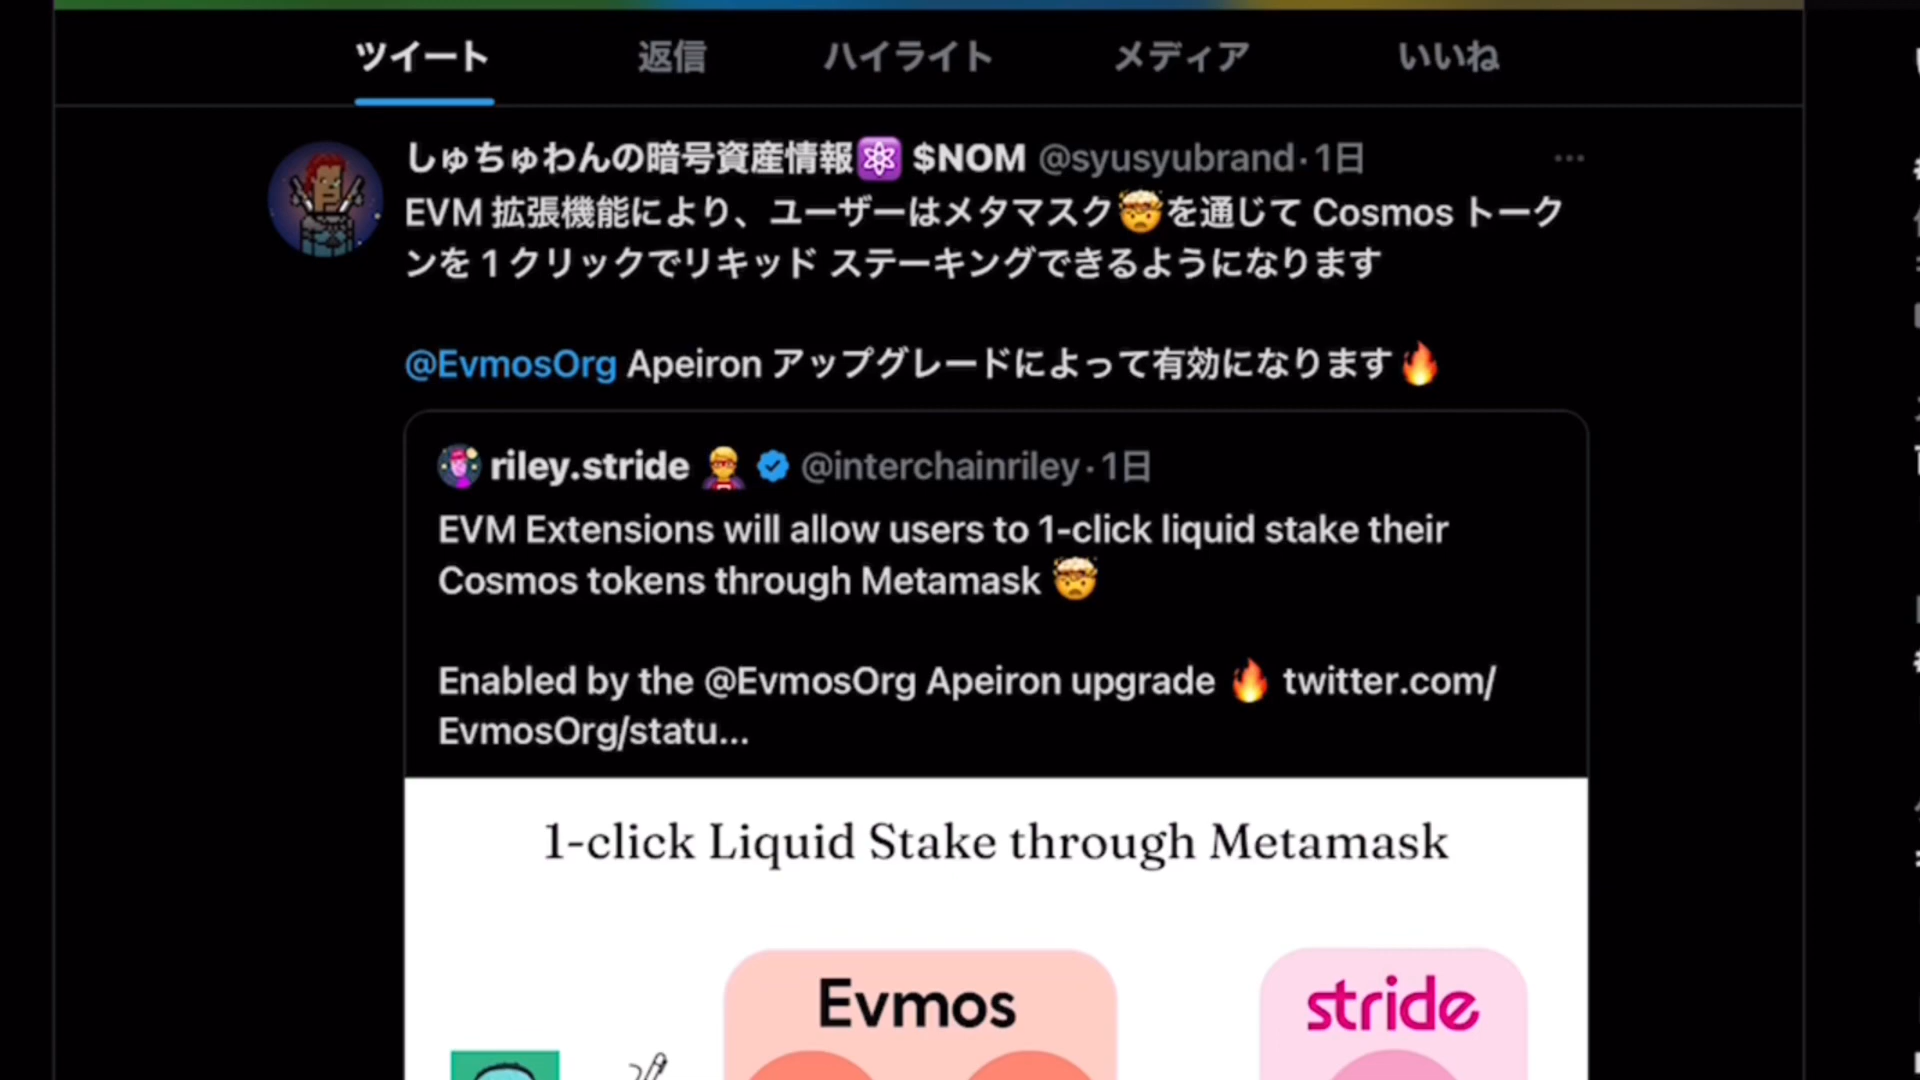 ツイート 返信 ハイライト メディア いいね
しゅちゅわんの暗号資産情報⚛️ $NOM @syusyubrand · 1日
EVM 拡張機能により、ユーザーはメタマスク🤯を通じて Cosmos トーク
ンを 1 クリックでリキッド ステーキングできるようになります
@EvmosOrg Apeiron アップグレードによって有効になります🔥
riley.stride @interchainriley · 1日
EVM Extensions will allow users to 1-click liquid stake their
Cosmos tokens through Metamask 🤯
Enabled by the @EvmosOrg Apeiron upgrade 🔥 twitter.com/
EvmosOrg/statu...
1-click Liquid Stake through Metamask
Evmos stride